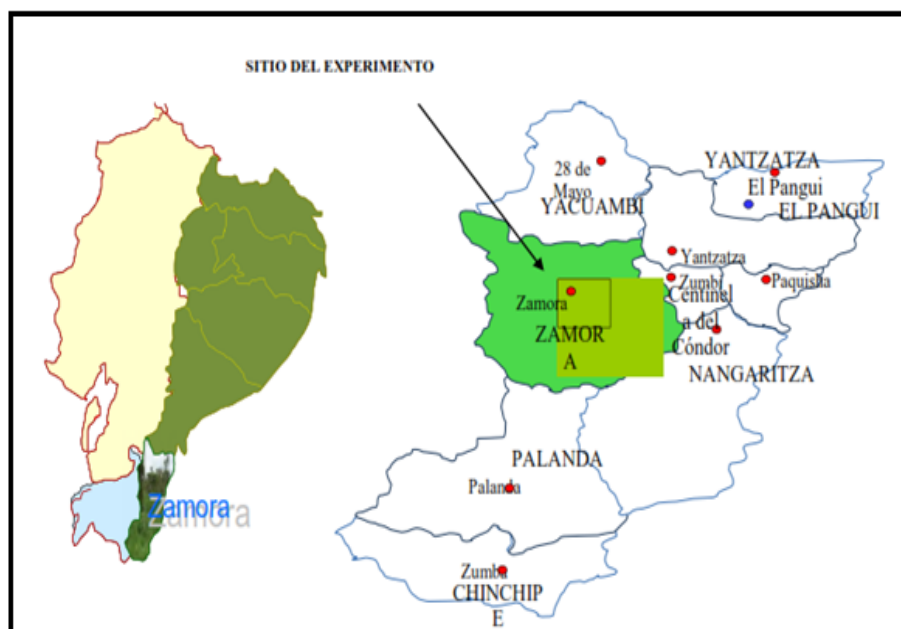 SITIO DEL EXPERIMENTO
28 de
Mayo
YACUAMBI
YANTZATZA
El Pangui
EL PANGUI
Yantzatza
Zumbi
Paquisha
Centinel
a del
Cóndor
Zamora
ZAMOR
A
NANGARITZA
PALANDA
Palanda
Zumba
CHINCHIP
E
Zamora